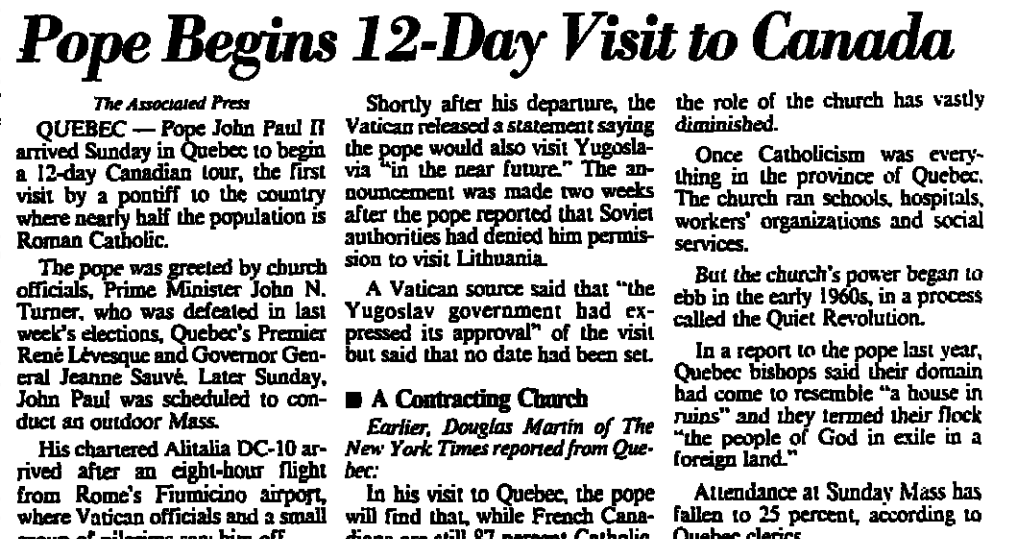 Pope Begins 12-Day Visit to Canada
The Associated Press
QUEBEC — Pope John Paul II
arrived Sunday in Quebec to begin
a 12-day Canadian tour, the first
visit by a pontiff to the country
where nearly half the population is
Roman Catholic.
The pope was greeted by church
officials, Prime Minister John N.
Turner, who was defeated in last
week's elections, Quebec's Premier
René Lévesque and Governor Gen-
eral Jeanne Sauvé. Later Sunday,
John Paul was scheduled to con-
duct an outdoor Mass.
His chartered Alitalia DC-10 ar-
rived after an eight-hour flight
from Rome's Fiumicino airport,
where Vatican officials and a small
group of pilgrims saw him off.
Shortly after his departure, the
Vatican released a statement saying
the pope would also visit Yugosla-
via "in the near future." The an-
nouncement was made two weeks
after the pope reported that Soviet
authorities had denied him permis-
sion to visit Lithuania.
A Vatican source said that "the
Yugoslav government had ex-
pressed its approval" of the visit
but said that no date had been set.
■ A Contracting Church
Earlier, Douglas Martin of The
New York Times reported from Que-
bec:
In his visit to Quebec, the pope
will find that, while French Cana-
dians are still 87 percent Catholic,
the role of the church has vastly
diminished.
Once Catholicism was every-
thing in the province of Quebec.
The church ran schools, hospitals,
workers' organizations and social
services.
But the church's power began to
ebb in the early 1960s, in a process
called the Quiet Revolution.
In a report to the pope last year,
Quebec bishops said their domain
had come to resemble "a house in
ruins" and they termed their flock
"the people of God in exile in a
foreign land."
Attendance at Sunday Mass has
fallen to 25 percent, according to
Quebec clerics.